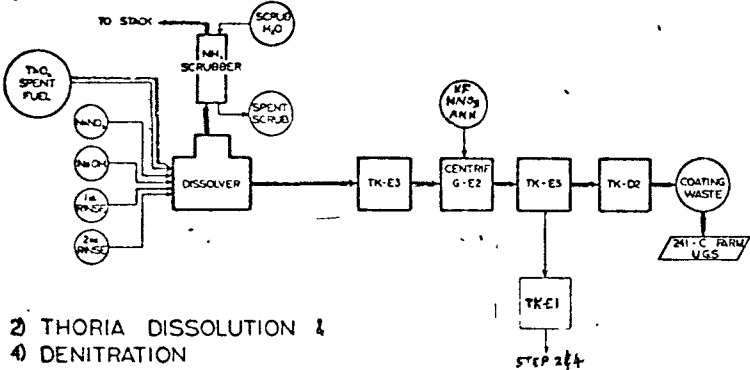 TO STACK
SCRUB
H₂O
NH₃
SCRUBBER
ThO₂
SPENT
FUEL
SPENT
SCRUB
KF
HNO₃
ANN
NaNO₃
NaOH
1st
RINSE
2nd
RINSE
DISSOLVER
TK-E3
CENTRIF
G-E2
TK-E5
TK-D2
COATING
WASTE
241-C FARM
U.G.S
TK-E1
STEP 2&4
2) THORIA DISSOLUTION &
4) DENITRATION